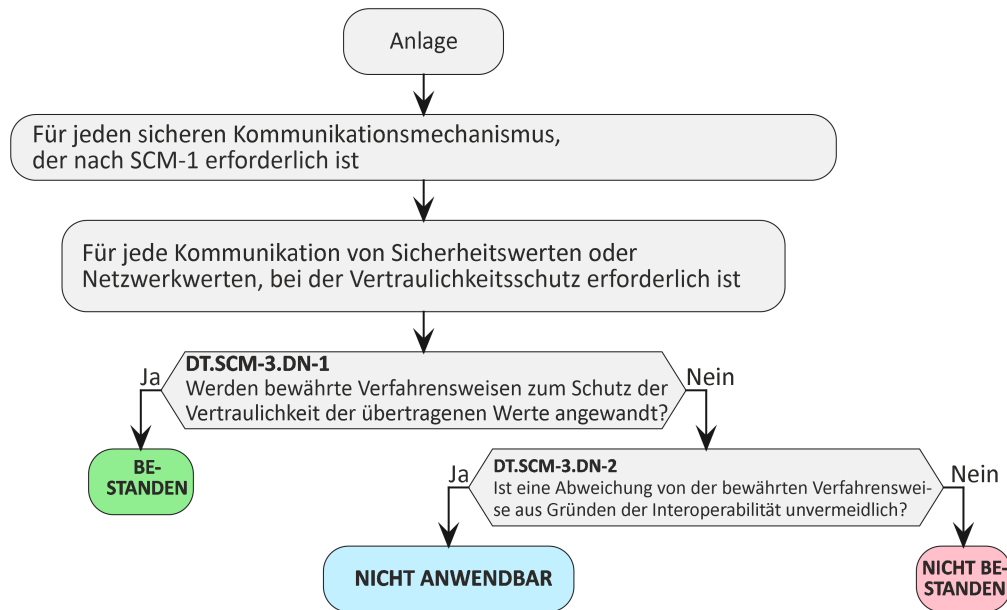 Anlage
Für jeden sicheren Kommunikationsmechanismus,
der nach SCM-1 erforderlich ist
Für jede Kommunikation von Sicherheitswerten oder
Netzwerkwerten, bei der Vertraulichkeitsschutz erforderlich ist
DT.SCM-3.DN-1
Ja
Nein
Werden bewährte Verfahrensweisen zum Schutz der
Vertraulichkeit der übertragenen Werte angewandt?
BE-
STANDEN
DT.SCM-3.DN-2
Ja
Nein
Ist eine Abweichung von der bewährten Verfahrenswei-
se aus Gründen der Interoperabilität unvermeidlich?
NICHT ANWENDBAR
NICHT BE-
STANDEN